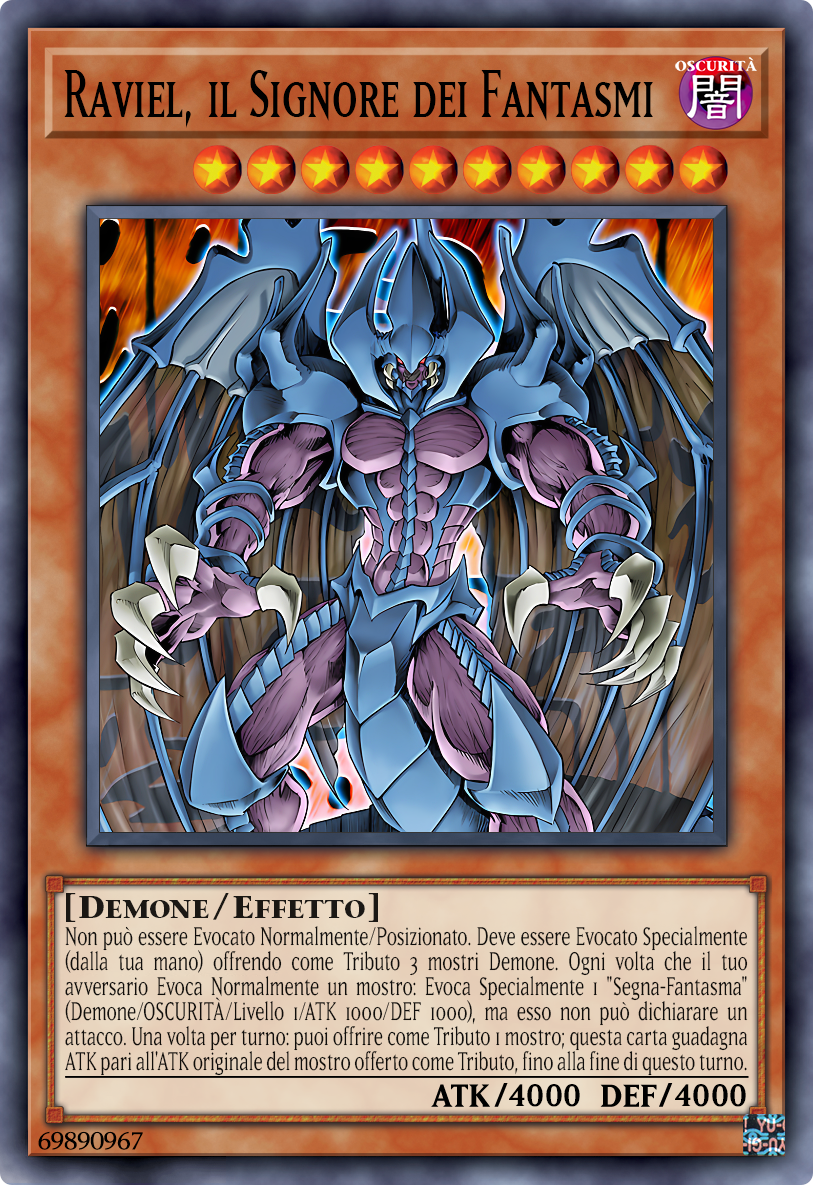 Raviel, il Signore dei Fantasmi
OSCURITÀ
闇
[Demone/Effetto]
Non può essere Evocato Normalmente/Posizionato. Deve essere Evocato Specialmente
(dalla tua mano) offrendo come Tributo 3 mostri Demone. Ogni volta che il tuo
avversario Evoca Normalmente un mostro: Evoca Specialmente 1 "Segna-Fantasma"
(Demone/OSCURITÀ/Livello 1/ATK 1000/DEF 1000), ma esso non può dichiarare un
attacco. Una volta per turno: puoi offrire come Tributo 1 mostro; questa carta guadagna
ATK pari all'ATK originale del mostro offerto come Tributo, fino alla fine di questo turno.
ATK/4000 DEF/4000
69890967